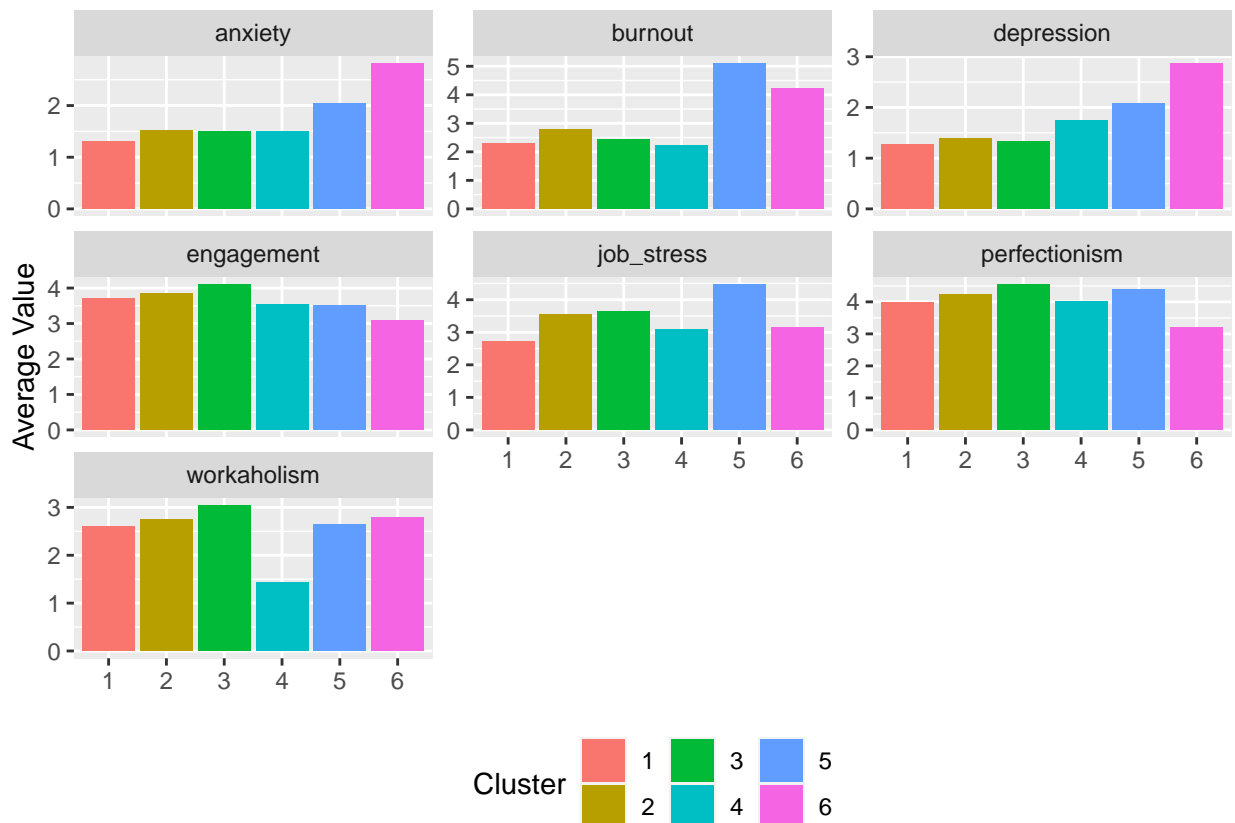 anxiety
burnout
depression
2
1
0
5
4
3
2
1
0
3
2
1
0
engagement
job_stress
perfectionism
Average Value
4
3
2
1
0
4
3
2
1
0
4
3
2
1
0
1 2 3 4 5 6
1 2 3 4 5 6
workaholism
3
2
1
0
1 2 3 4 5 6
Cluster
1 3 5
2 4 6